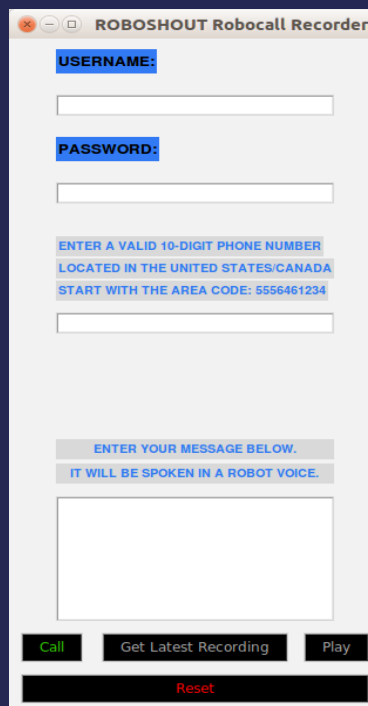 ROBOSHOUT Robocall Recorder
USERNAME:
PASSWORD:
ENTER A VALID 10-DIGIT PHONE NUMBER
LOCATED IN THE UNITED STATES/CANADA
START WITH THE AREA CODE: 5556461234
ENTER YOUR MESSAGE BELOW.
IT WILL BE SPOKEN IN A ROBOT VOICE.
Call Get Latest Recording Play
Reset